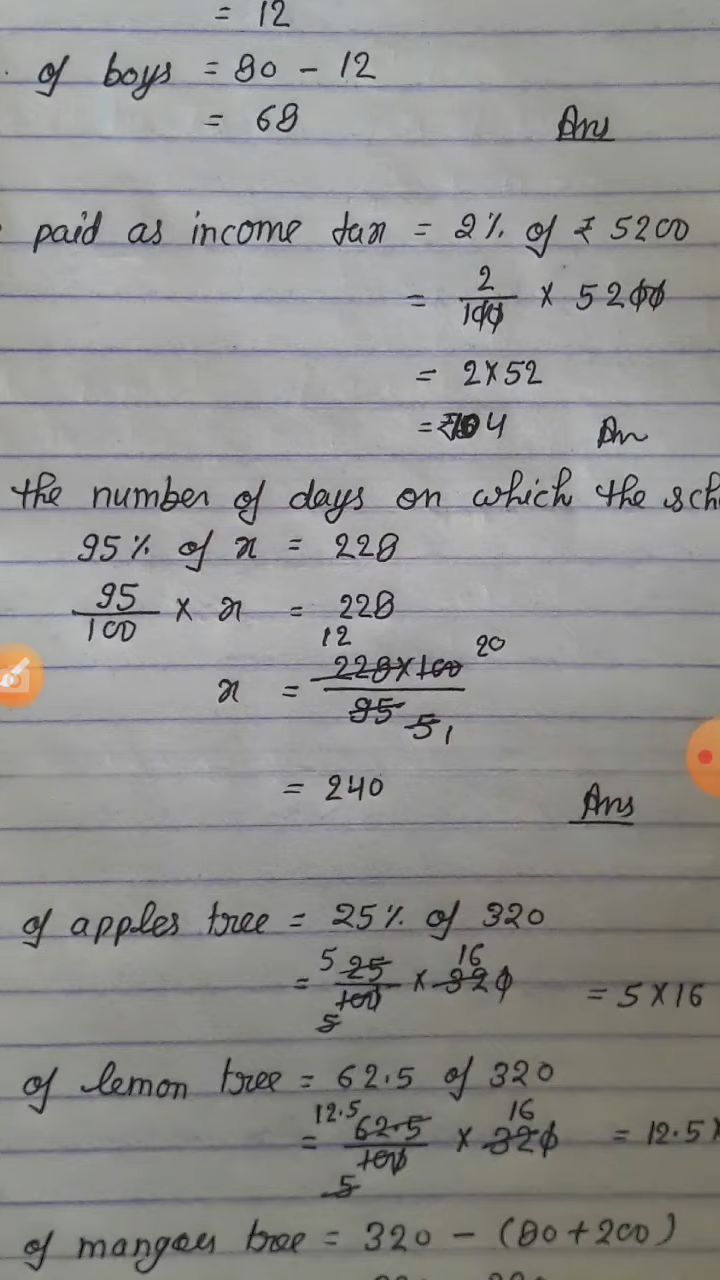 = 12
of boys = 80 - 12
= 68 Ans
paid as income tax = 2% of ₹ 5200
= 2/100 × 5200
= 2×52
= ₹104 An
the number of days on which the sch
95% of x = 228
95/100 × x = 228
12 20
x = 228×100/95 5 1
= 240 Ans
of apples tree = 25% of 320
= 5 25/100 5 × 16 320 = 5×16
of lemon tree = 62.5 of 320
= 12.5 62.5/100 5 × 16 320 = 12.5×
of mangoes tree = 320 - (80+200)